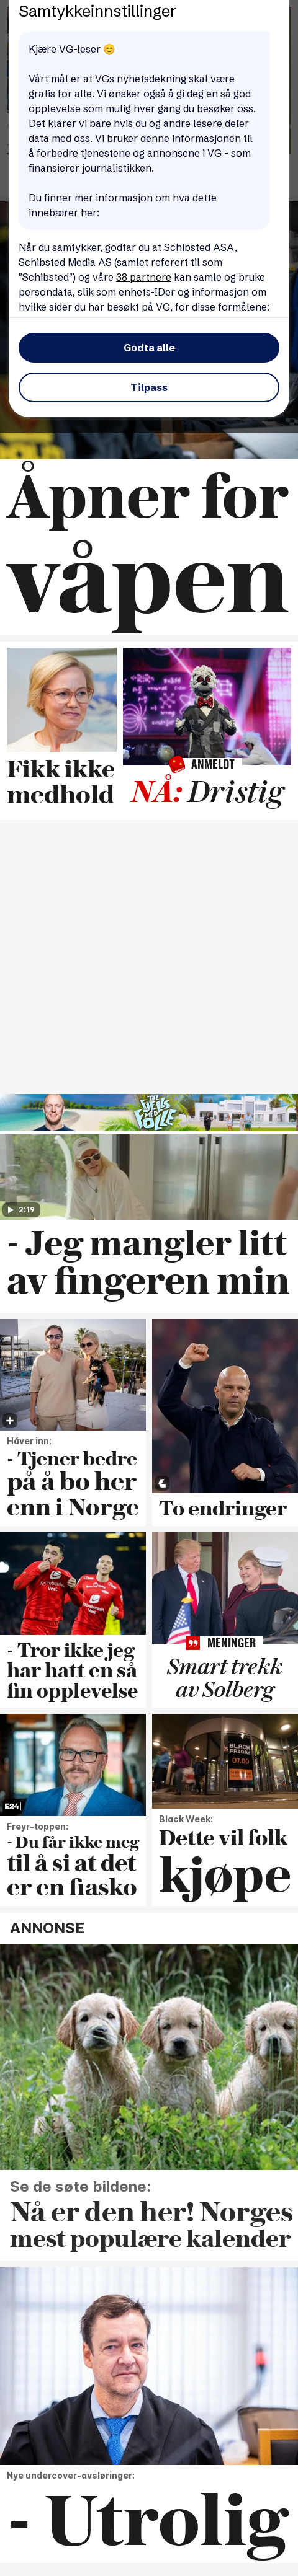 Samtykkeinnstillinger
Kjære VG-leser 😊
Vårt mål er at VGs nyhetsdekning skal være
gratis for alle. Vi ønsker også å gi deg en så god
opplevelse som mulig hver gang du besøker oss.
Det klarer vi bare hvis du og andre lesere deler
data med oss. Vi bruker denne informasjonen til
å forbedre tjenestene og annonsene i VG - som
finansierer journalistikken.
Du finner mer informasjon om hva dette
innebærer her:
Når du samtykker, godtar du at Schibsted ASA,
Schibsted Media AS (samlet referert til som
"Schibsted") og våre 38 partnere kan samle og bruke
persondata, slik som enhets-IDer og informasjon om
hvilke sider du har besøkt på VG, for disse formålene:
Godta alle
Tilpass
Åpner for
våpen
Fikk ikke
medhold
ANMELDT
NÅ: Dristig
THE
FJELLS
FOLLIE
2:19
- Jeg mangler litt
av fingeren min
Håver inn:
- Tjener bedre
på å bo her
enn i Norge
To endringer
- Tror ikke jeg
har hatt en så
fin opplevelse
MENINGER
Smart trekk
av Solberg
E24
Freyr-toppen:
- Du får ikke meg
til å si at det
er en fiasko
BLACK
FRIDAY
07.00
Black Week:
Dette vil folk
kjøpe
ANNONSE
Se de søte bildene:
Nå er den her! Norges
mest populære kalender
Nye undercover-avsløringer:
- Utrolig